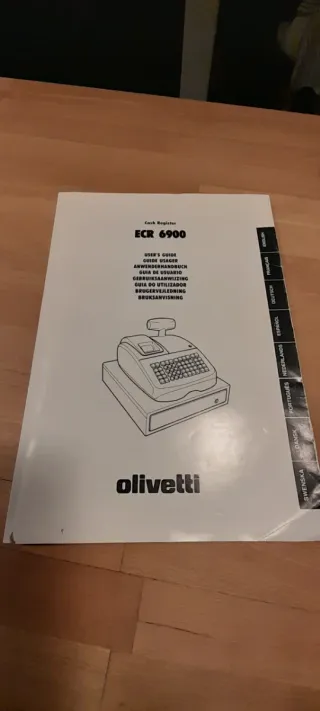 Cash Register
ECR 6900
USER'S GUIDE
GUIDE USAGER
ANWENDERHANDBUCH
GUIA DE USUARIO
GEBRUIKSAANWIJZING
GUIA DO UTILIZADOR
BRUGERVEJLEDNING
BRUKSANVISNING
olivetti
ENGLISH
FRANÇAIS
DEUTSCH
ESPAÑOL
NEDERLANDS
PORTUGUÊS
DANSK
SVENSKA